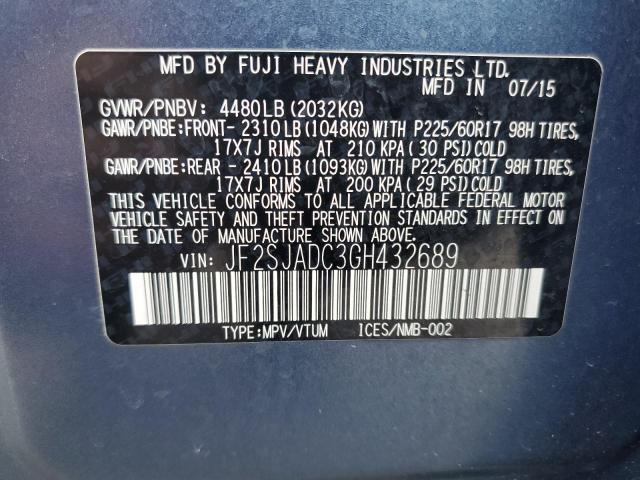 MFD BY FUJI HEAVY INDUSTRIES LTD.
MFD IN 07/15
GVWR/PNBV: 4480LB(2032KG)
GAWR/PNBE:FRONT- 2310LB(1048KG)WITH P225/60R17 98H TIRES,
17X7J RIMS AT 210 KPA( 30 PSI)COLD
GAWR/PNBE:REAR - 2410LB(1093KG)WITH P225/60R17 98H TIRES,
17X7J RIMS AT 200 KPA( 29 PSI)COLD
THIS VEHICLE CONFORMS TO ALL APPLICABLE FEDERAL MOTOR
VEHICLE SAFETY AND THEFT PREVENTION STANDARDS IN EFFECT ON
THE DATE OF MANUFACTURE SHOWN ABOVE.
VIN: JF2SJADC3GH432689
TYPE:MPV/VTUM ICES/NMB-002